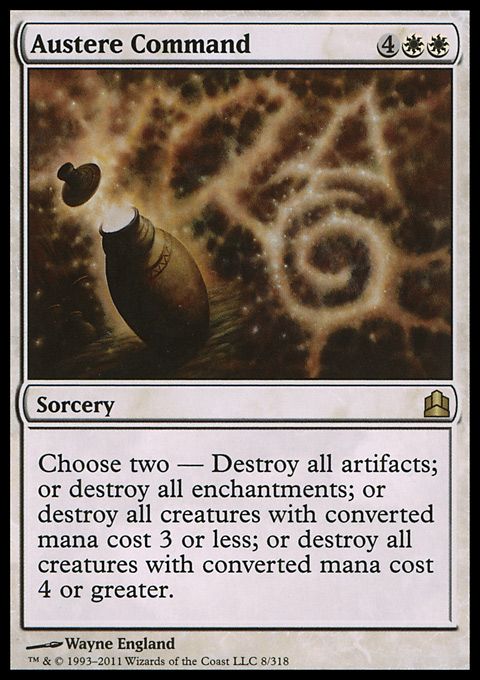 Austere Command 4
Sorcery
Choose two — Destroy all artifacts;
or destroy all enchantments; or
destroy all creatures with converted
mana cost 3 or less; or destroy all
creatures with converted mana cost
4 or greater.
Wayne England
™ & © 1993–2011 Wizards of the Coast LLC 8/318